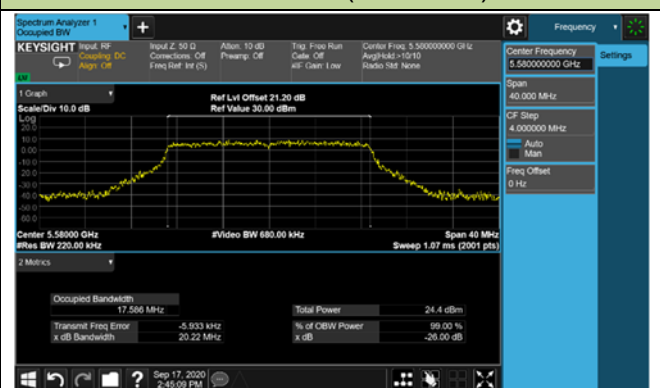 Spectrum Analyzer 1
Occupied BW
KEYSIGHT
Input: RF
Coupling: DC
Align: Off
Input Z: 50 Ω
Corrections: Off
Freq Ref: Int (S)
Atten: 10 dB
Preamp: Off
Trig: Free Run
Gate: Off
#IF Gain: Low
Center Freq: 5.580000000 GHz
Avg|Hold:>10/10
Radio Std: None
Frequency
Settings
Center Frequency
5.580000000 GHz
Span
40.000 MHz
CF Step
4.000000 MHz
Auto
Man
Freq Offset
0 Hz
1 Graph
Scale/Div 10.0 dB
Ref Lvl Offset 21.20 dB
Ref Value 30.00 dBm
Log
20.0
10.0
0.00
-10.0
-20.0
-30.0
-40.0
-50.0
-60.0
Center 5.58000 GHz
#Res BW 220.00 kHz
#Video BW 680.00 kHz
Span 40 MHz
Sweep 1.07 ms (2001 pts)
2 Metrics
Occupied Bandwidth
17.586 MHz
Total Power 24.4 dBm
Transmit Freq Error -5.933 kHz
% of OBW Power 99.00 %
x dB Bandwidth 20.22 MHz
x dB -26.00 dB
Sep 17, 2020
2:45:09 PM